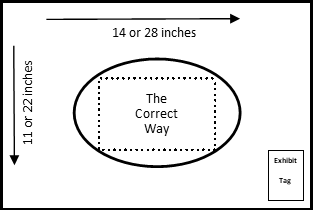 14 or 28 inches
11 or 22 inches
The
Correct
Way
Exhibit
Tag